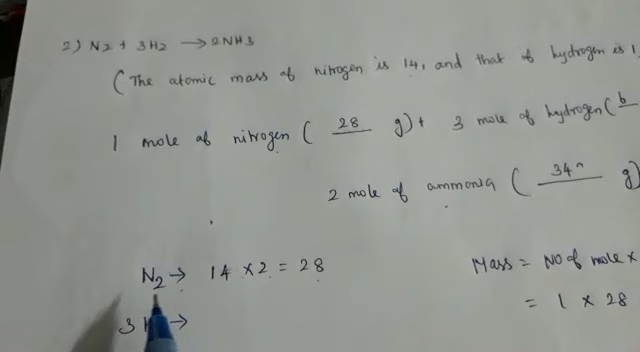 2) N2 + 3H2 → 2NH3
(The atomic mass of nitrogen is 14, and that of hydrogen is 1
1 mole of nitrogen ( 28 g) + 3 mole of hydrogen ( 6
2 mole of ammonia ( 34 g)
N2 → 14 × 2 = 28
Mass = No of mole ×
= 1 × 28
3 H →